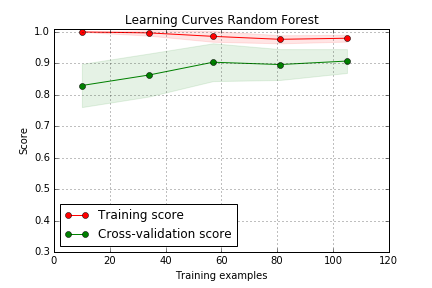 Learning Curves Random Forest
1.0
0.9
0.8
0.7
0.6
0.5
0.4
0.3
Score
Training score
Cross-validation score
0 20 40 60 80 100 120
Training examples